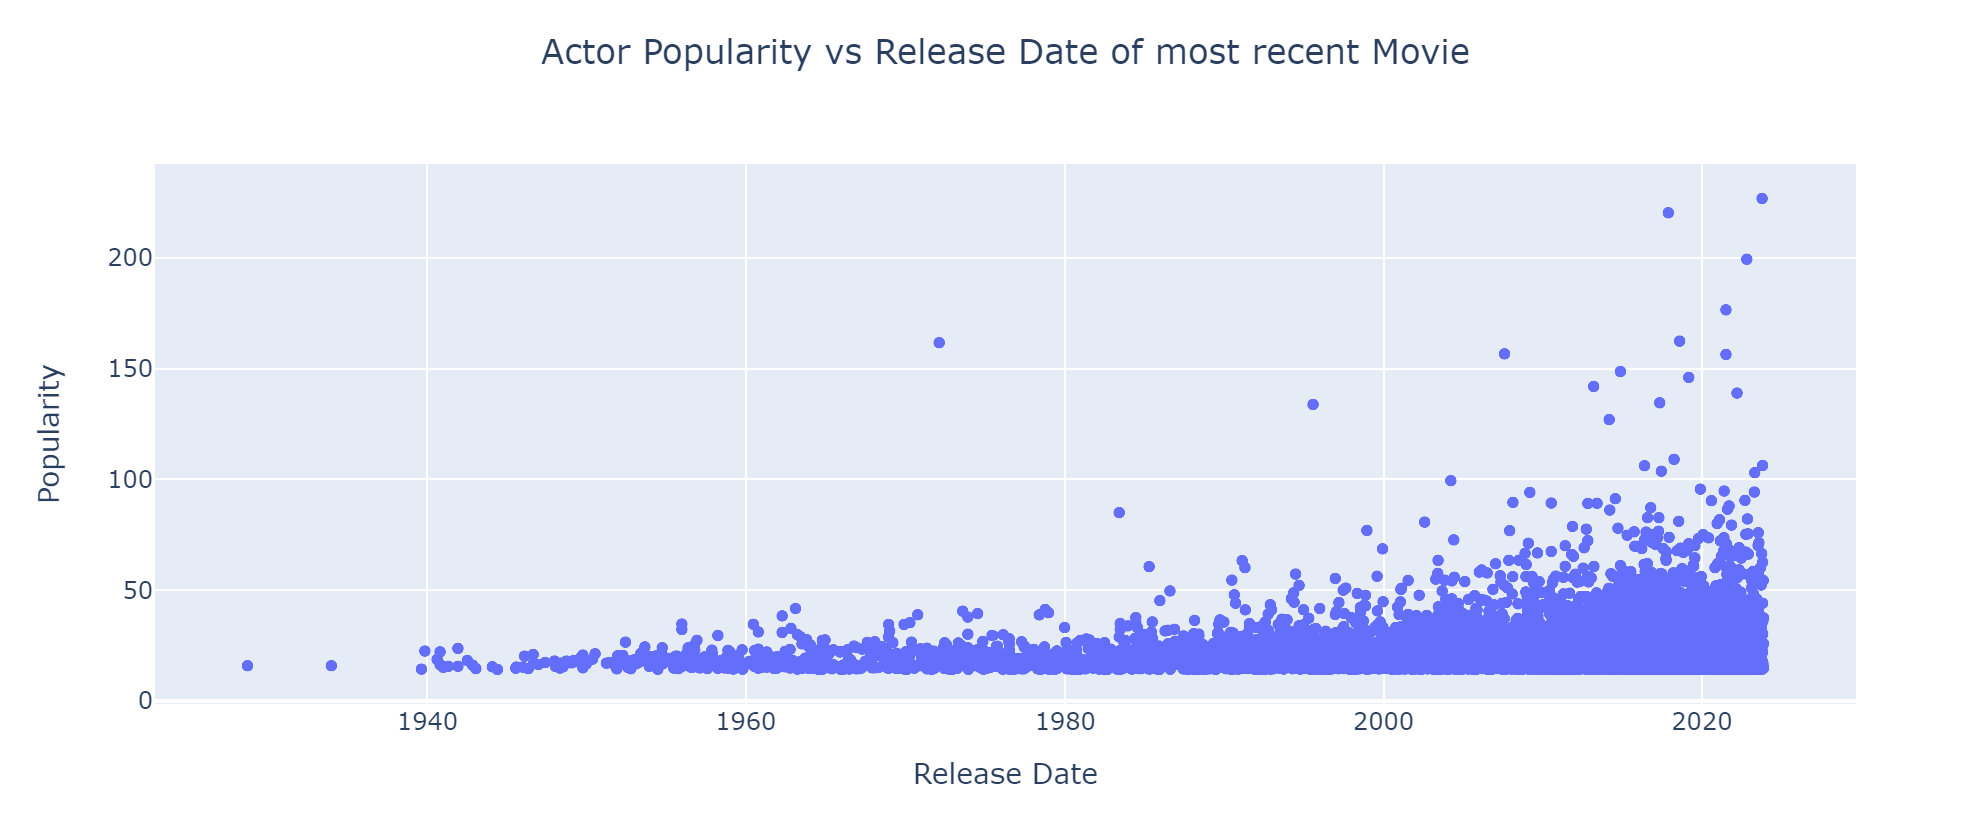 Actor Popularity vs Release Date of most recent Movie
Popularity
200
150
100
50
0
1940 1960 1980 2000 2020
Release Date